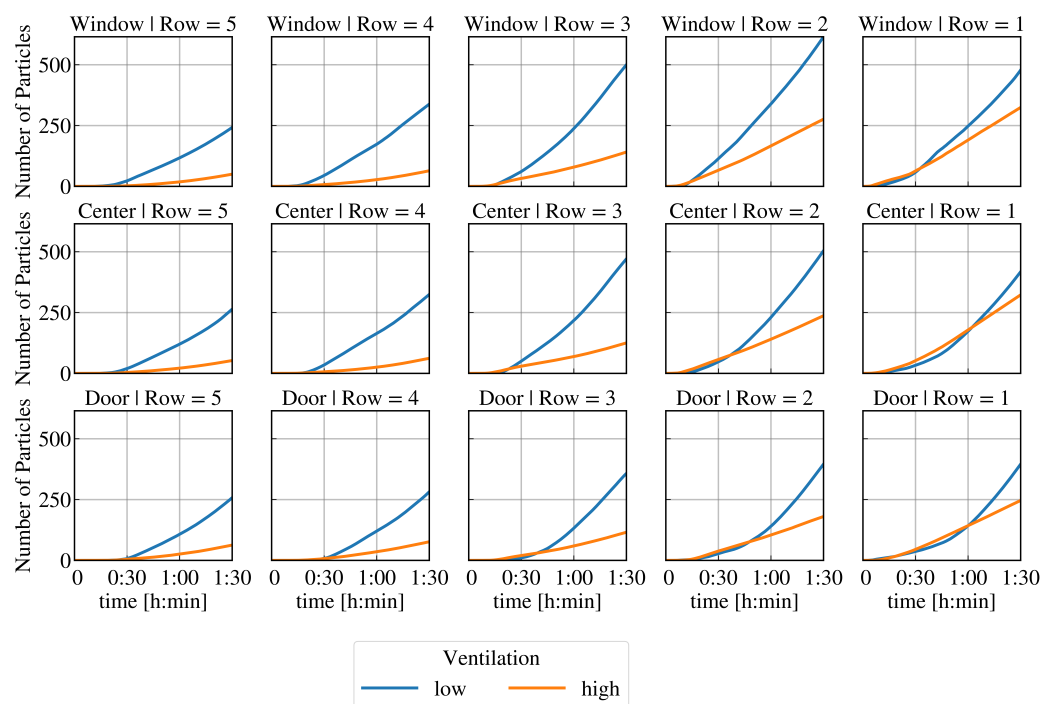 Window | Row = 5
Window | Row = 4
Window | Row = 3
Window | Row = 2
Window | Row = 1
Number of Particles
500
250
0
Center | Row = 5
Center | Row = 4
Center | Row = 3
Center | Row = 2
Center | Row = 1
Number of Particles
500
250
0
Door | Row = 5
Door | Row = 4
Door | Row = 3
Door | Row = 2
Door | Row = 1
Number of Particles
500
250
0
0 0:30 1:00 1:30
0 0:30 1:00 1:30
0 0:30 1:00 1:30
0 0:30 1:00 1:30
0 0:30 1:00 1:30
time [h:min]
time [h:min]
time [h:min]
time [h:min]
time [h:min]
Ventilation
low
high